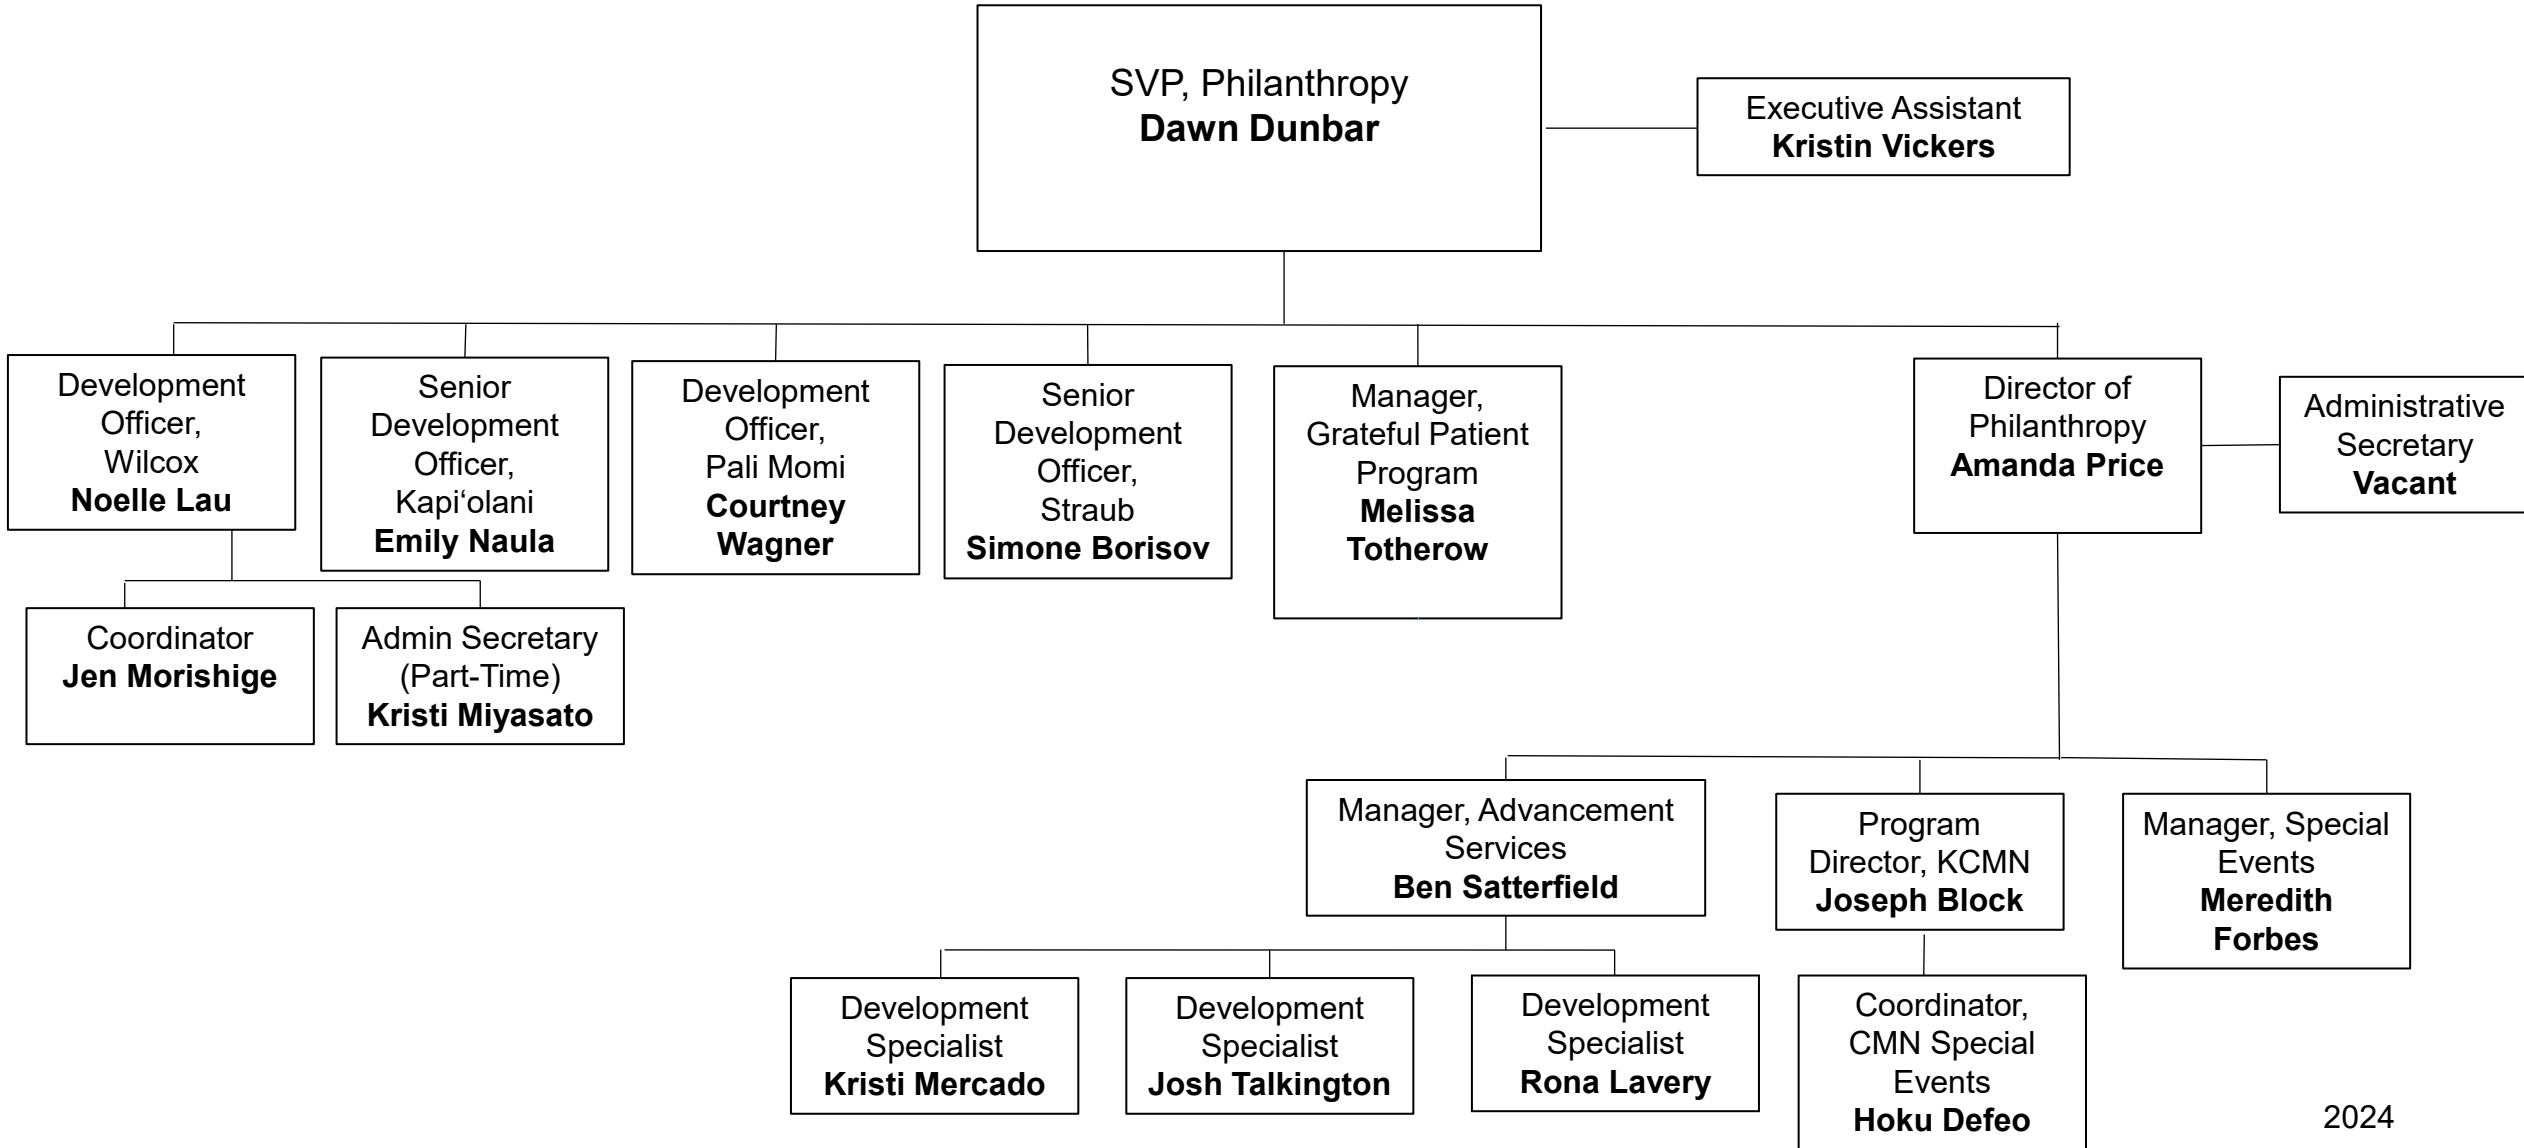 SVP, Philanthropy
Dawn Dunbar
Executive Assistant
Kristin Vickers
Development
Officer,
Wilcox
Noelle Lau
Senior
Development
Officer,
Kapi‘olani
Emily Naula
Development
Officer,
Pali Momi
Courtney
Wagner
Senior
Development
Officer,
Straub
Simone Borisov
Manager,
Grateful Patient
Program
Melissa
Totherow
Director of
Philanthropy
Amanda Price
Administrative
Secretary
Vacant
Coordinator
Jen Morishige
Admin Secretary
(Part-Time)
Kristi Miyasato
Manager, Advancement
Services
Ben Satterfield
Program
Director, KCMN
Joseph Block
Manager, Special
Events
Meredith
Forbes
Development
Specialist
Kristi Mercado
Development
Specialist
Josh Talkington
Development
Specialist
Rona Lavery
Coordinator,
CMN Special
Events
Hoku Defeo
2024